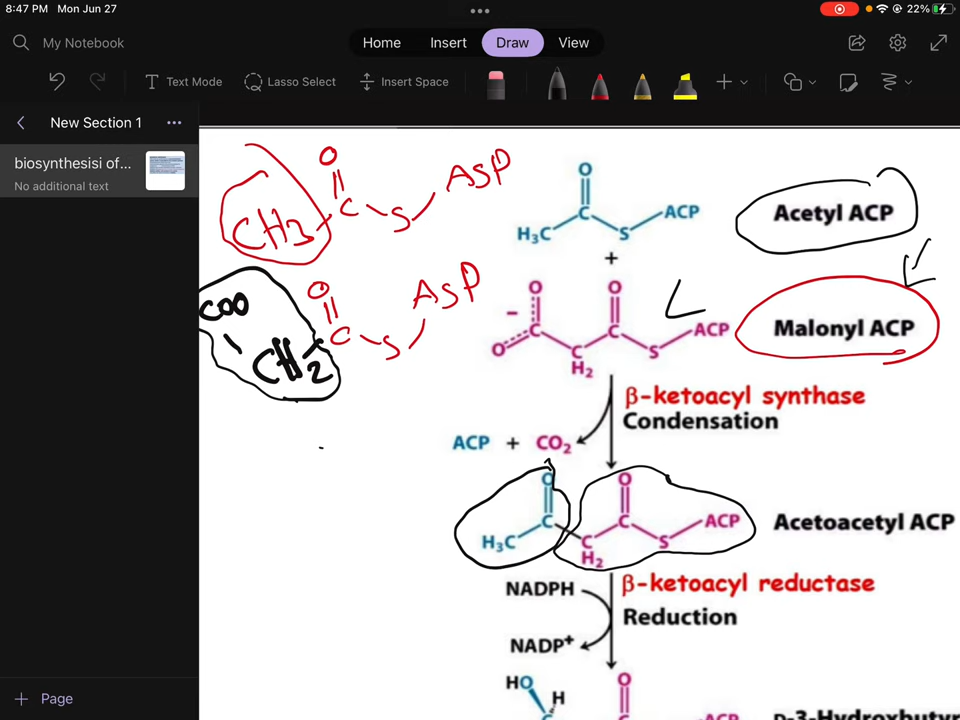 8:47 PM Mon Jun 27
22%
My Notebook
Home Insert Draw View
Text Mode Lasso Select Insert Space
New Section 1
biosynthesisi of...
No additional text
Page
O
CH3 C S ASP
COO
O
CH2 C S ASP
O
H₃C S ACP
Acetyl ACP
+
O O
− C
O C H₂ S ACP
Malonyl ACP
β-ketoacyl synthase
Condensation
ACP + CO₂
O O
H₃C C C H₂ C S ACP
Acetoacetyl ACP
NADPH
β-ketoacyl reductase
Reduction
NADP⁺
HO H O
C ACP
D-3-Hydroxybutyr